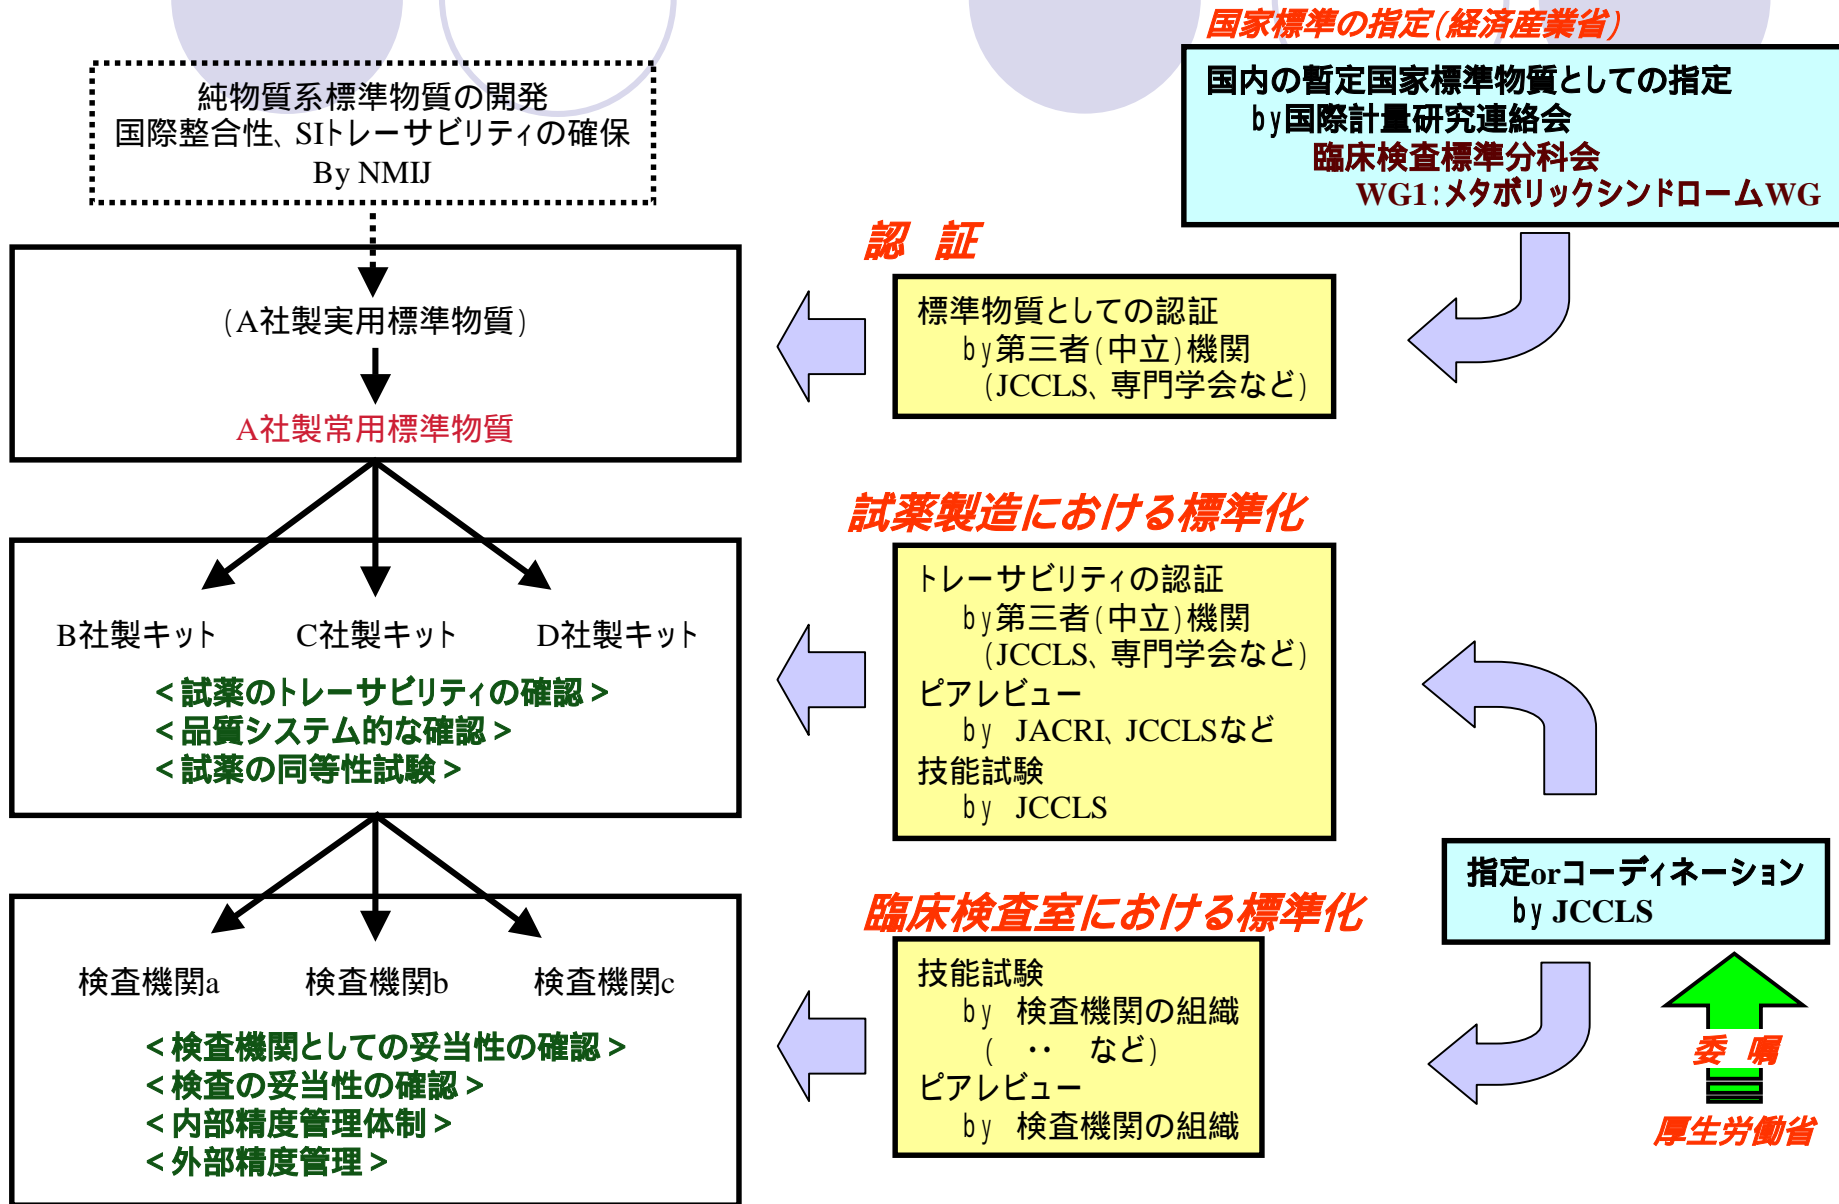 国家標準の指定(経済産業省)
国内の暫定国家標準物質としての指定
by国際計量研究連絡会
臨床検査標準分科会
WG1:メタボリックシンドロームWG
純物質系標準物質の開発
国際整合性、SIトレーサビリティの確保
By NMIJ
(A社製実用標準物質)
A社製常用標準物質
認 証
標準物質としての認証
by第三者(中立)機関
(JCCLS、専門学会など)
試薬製造における標準化
B社製キット C社製キット D社製キット
<試薬のトレーサビリティの確認>
<品質システム的な確認>
<試薬の同等性試験>
トレーサビリティの認証
by第三者(中立)機関
(JCCLS、専門学会など)
ピアレビュー
by JACRI、JCCLSなど
技能試験
by JCCLS
指定orコーディネーション
by JCCLS
委 嘱
厚生労働省
臨床検査室における標準化
検査機関a 検査機関b 検査機関c
<検査機関としての妥当性の確認>
<検査の妥当性の確認>
<内部精度管理体制>
<外部精度管理>
技能試験
by 検査機関の組織
( ・・ など)
ピアレビュー
by 検査機関の組織